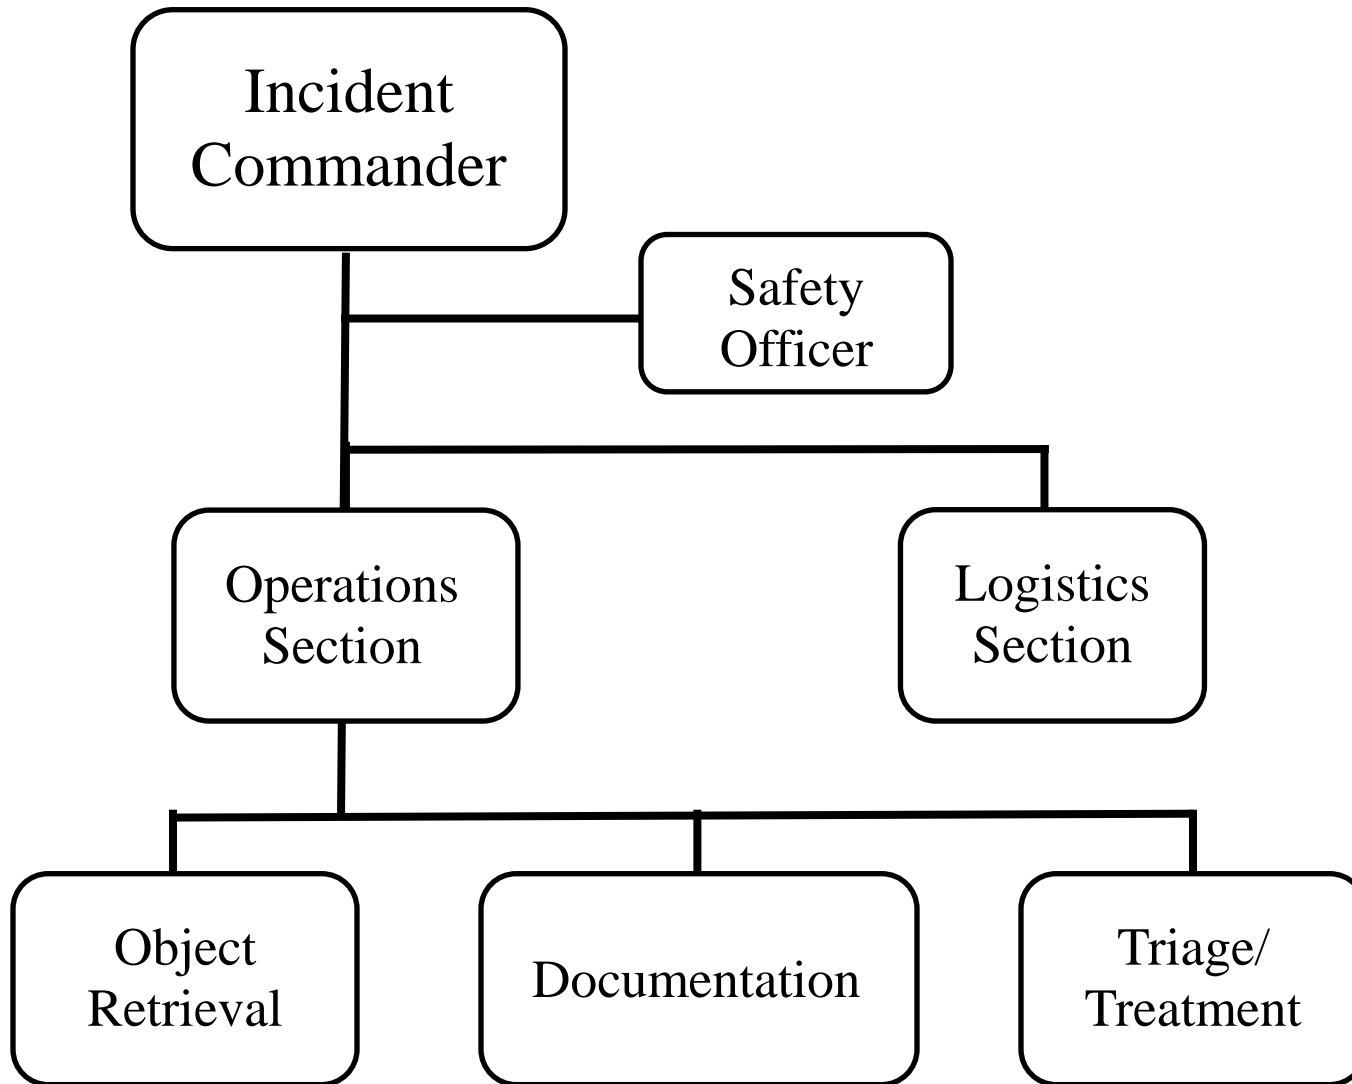 Incident
Commander
Safety
Officer
Operations
Section
Logistics
Section
Object
Retrieval
Documentation
Triage/
Treatment